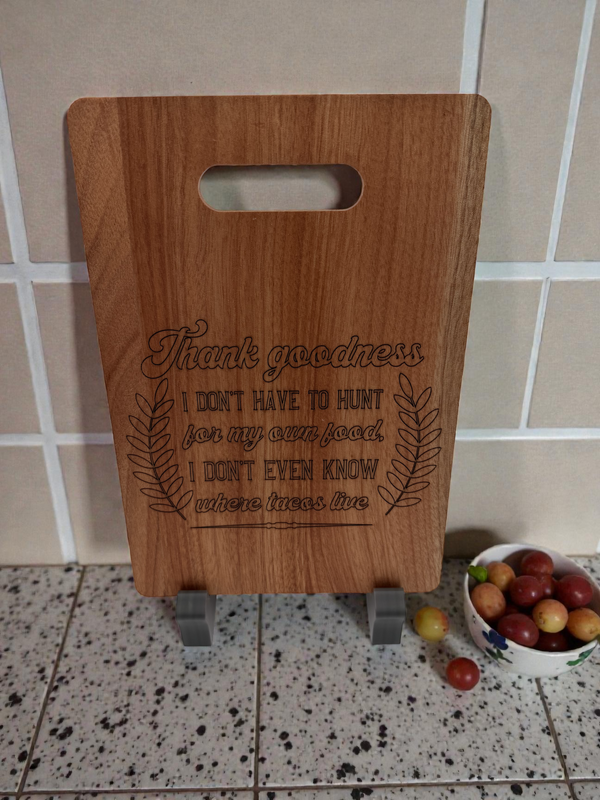 Thank goodness
I DON'T HAVE TO HUNT
for my own food,
I DON'T EVEN KNOW
where tacos live